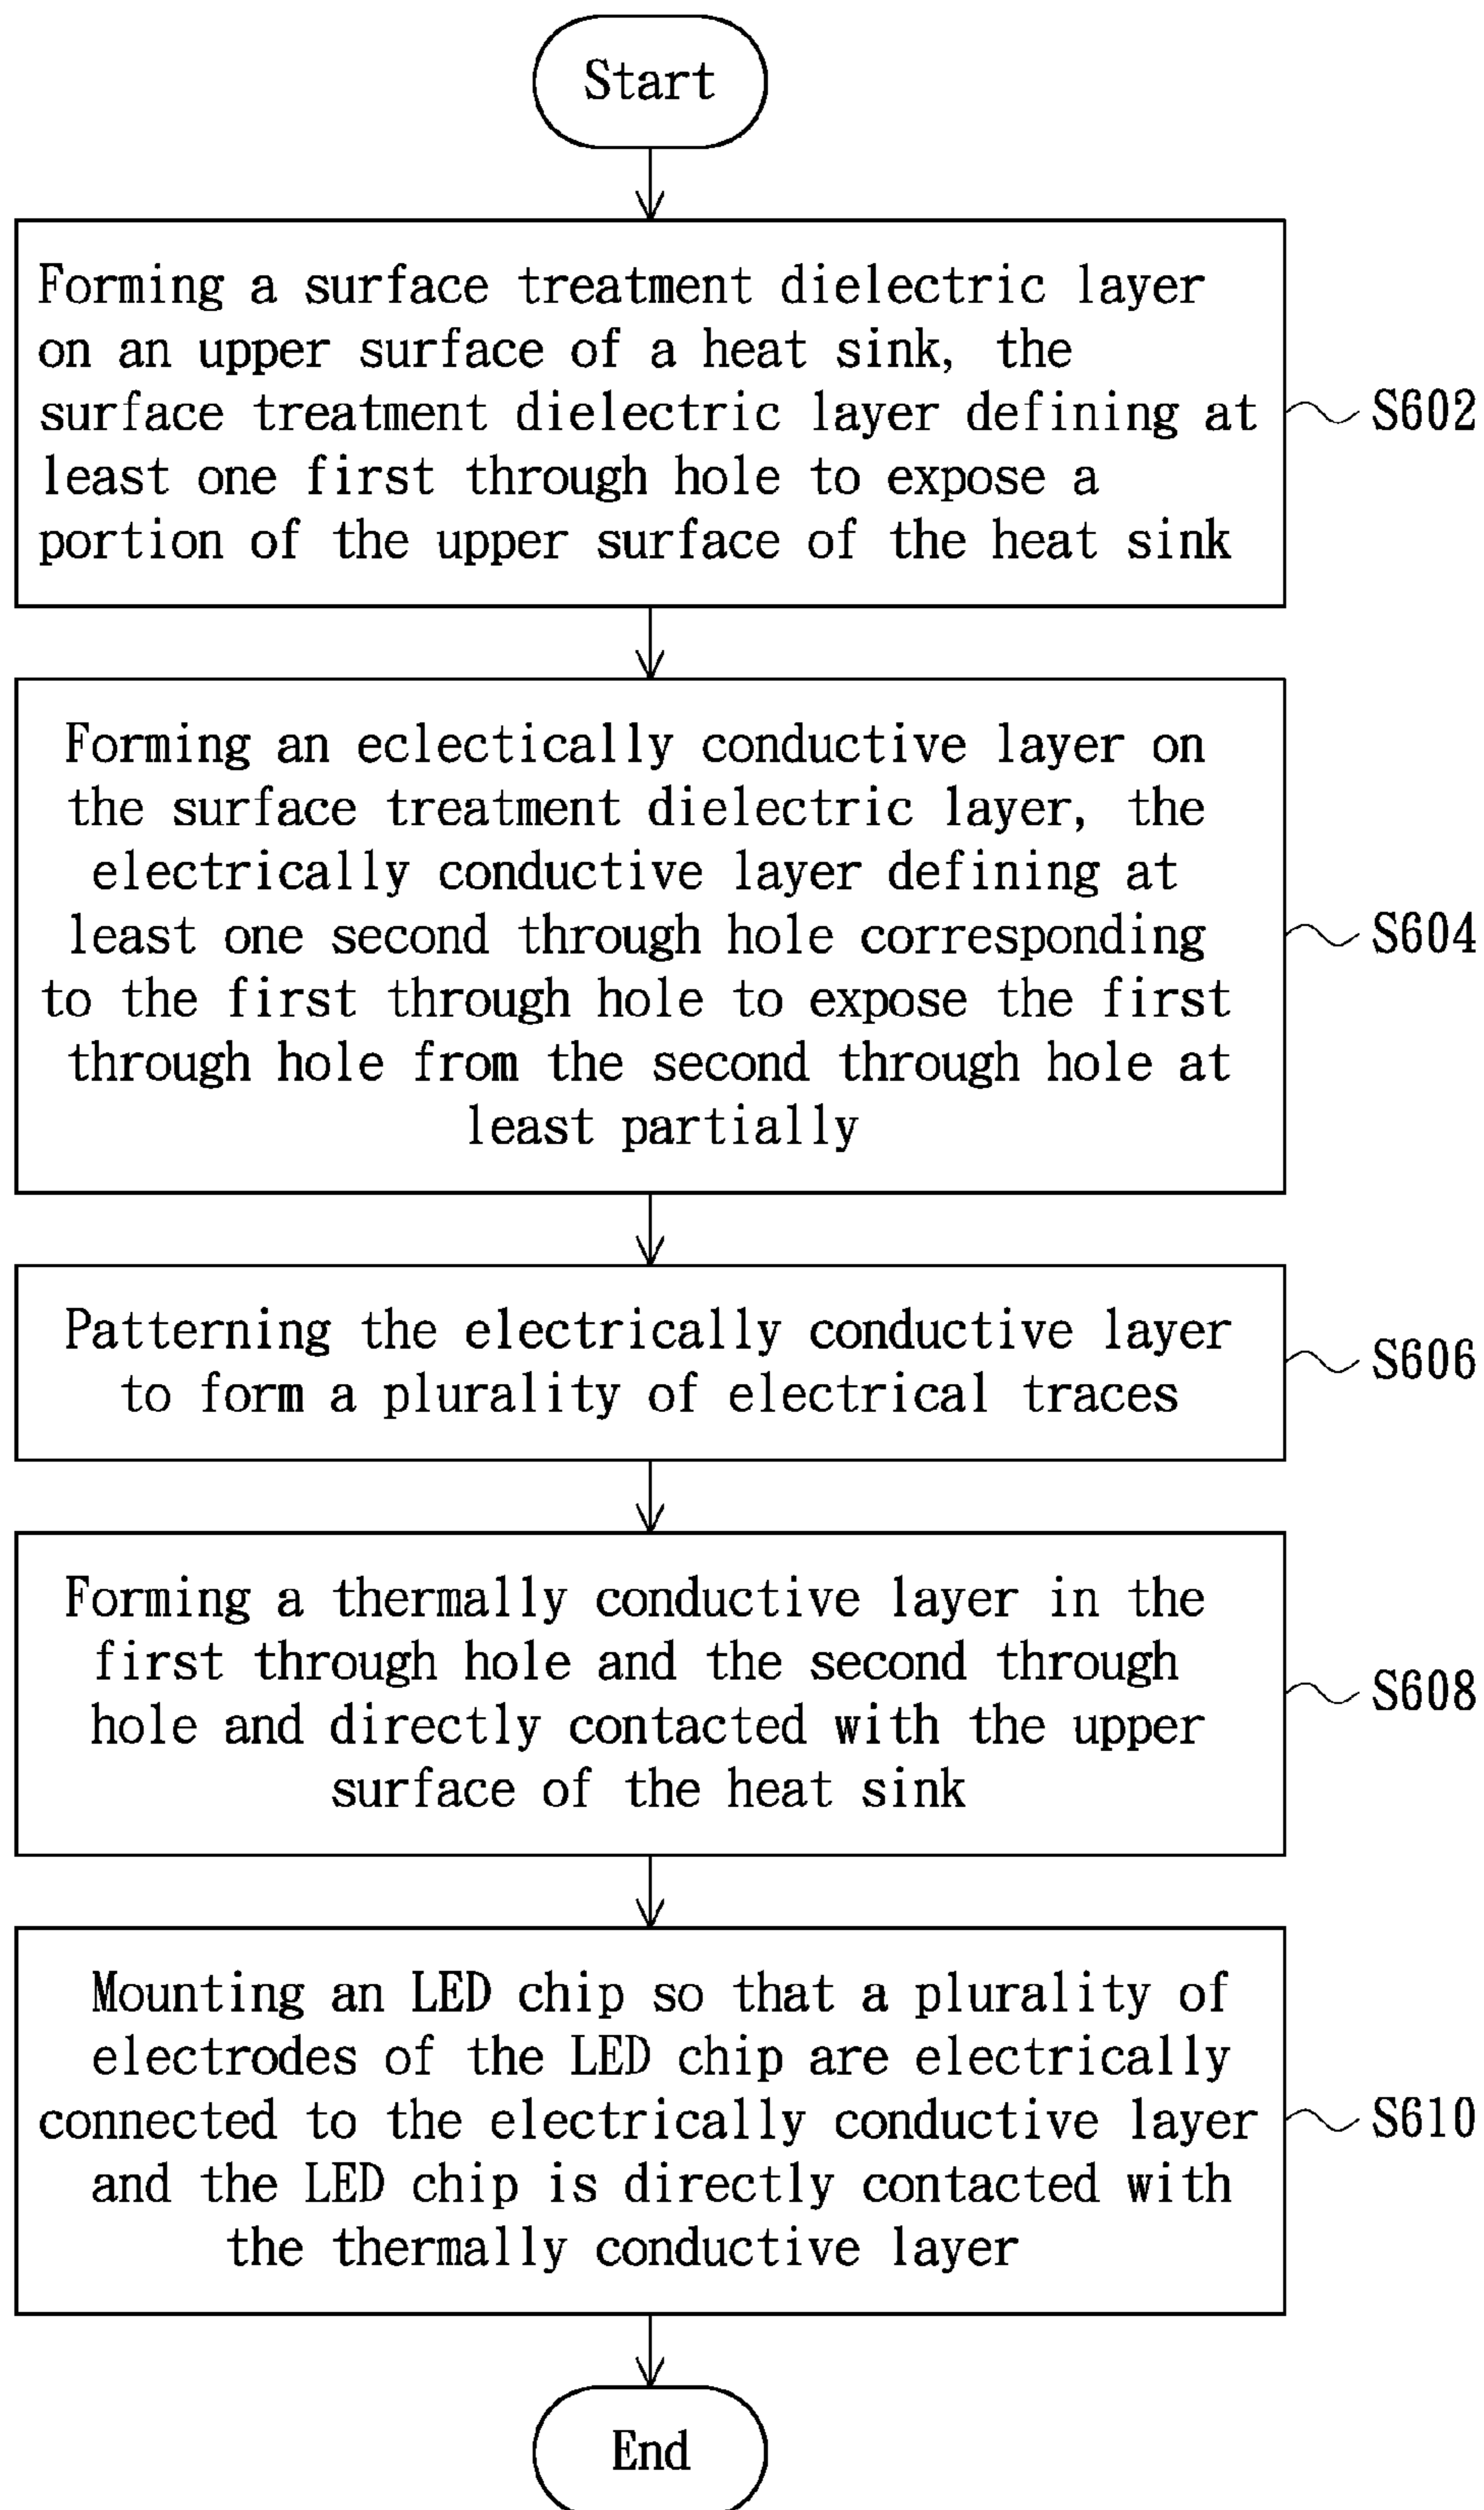 Start
Forming a surface treatment dielectric layer
on an upper surface of a heat sink, the
surface treatment dielectric layer defining at
least one first through hole to expose a
portion of the upper surface of the heat sink
S602
Forming an eclectically conductive layer on
the surface treatment dielectric layer, the
electrically conductive layer defining at
least one second through hole corresponding
to the first through hole to expose the first
through hole from the second through hole at
least partially
S604
Patterning the electrically conductive layer
to form a plurality of electrical traces
S606
Forming a thermally conductive layer in the
first through hole and the second through
hole and directly contacted with the upper
surface of the heat sink
S608
Mounting an LED chip so that a plurality of
electrodes of the LED chip are electrically
connected to the electrically conductive layer
and the LED chip is directly contacted with
the thermally conductive layer
S610
End